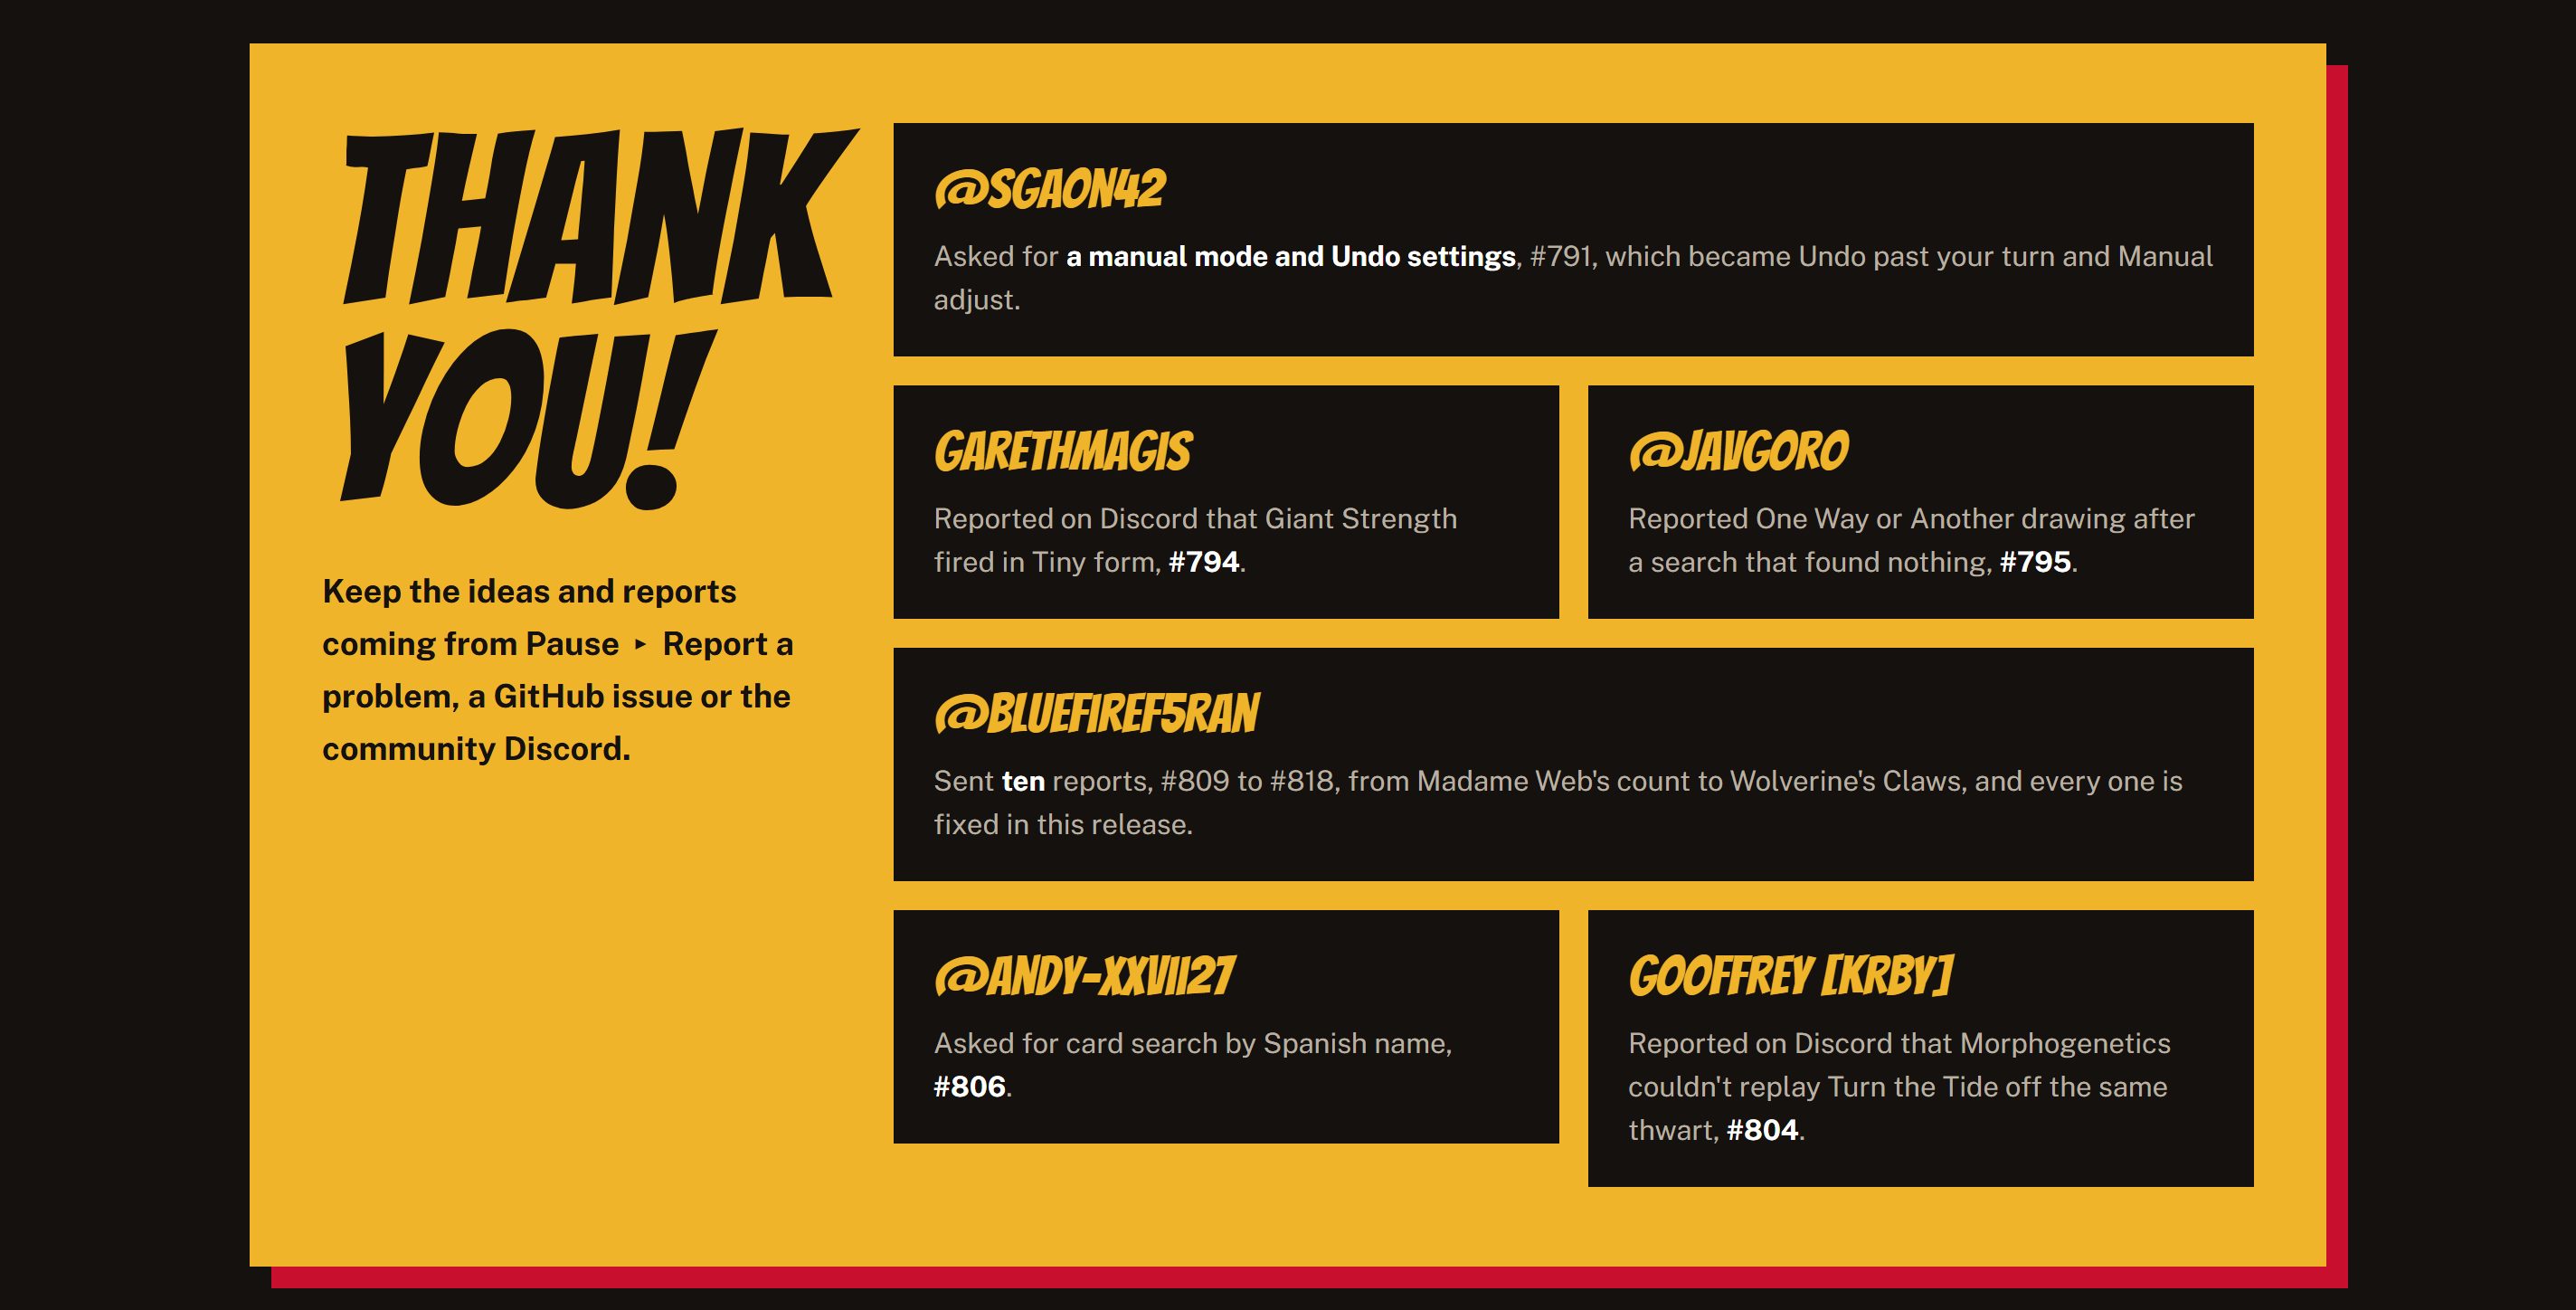 THANK
YOU!
Keep the ideas and reports
coming from Pause ▸ Report a
problem, a GitHub issue or the
community Discord.
@SGAON42
Asked for a manual mode and Undo settings, #791, which became Undo past your turn and Manual
adjust.
GARETHMAGIS
Reported on Discord that Giant Strength
fired in Tiny form, #794.
@JAVGORO
Reported One Way or Another drawing after
a search that found nothing, #795.
@BLUEFIREF5RAN
Sent ten reports, #809 to #818, from Madame Web's count to Wolverine's Claws, and every one is
fixed in this release.
@ANDY-XXVII27
Asked for card search by Spanish name,
#806.
GOOFFREY [KRBY]
Reported on Discord that Morphogenetics
couldn't replay Turn the Tide off the same
thwart, #804.